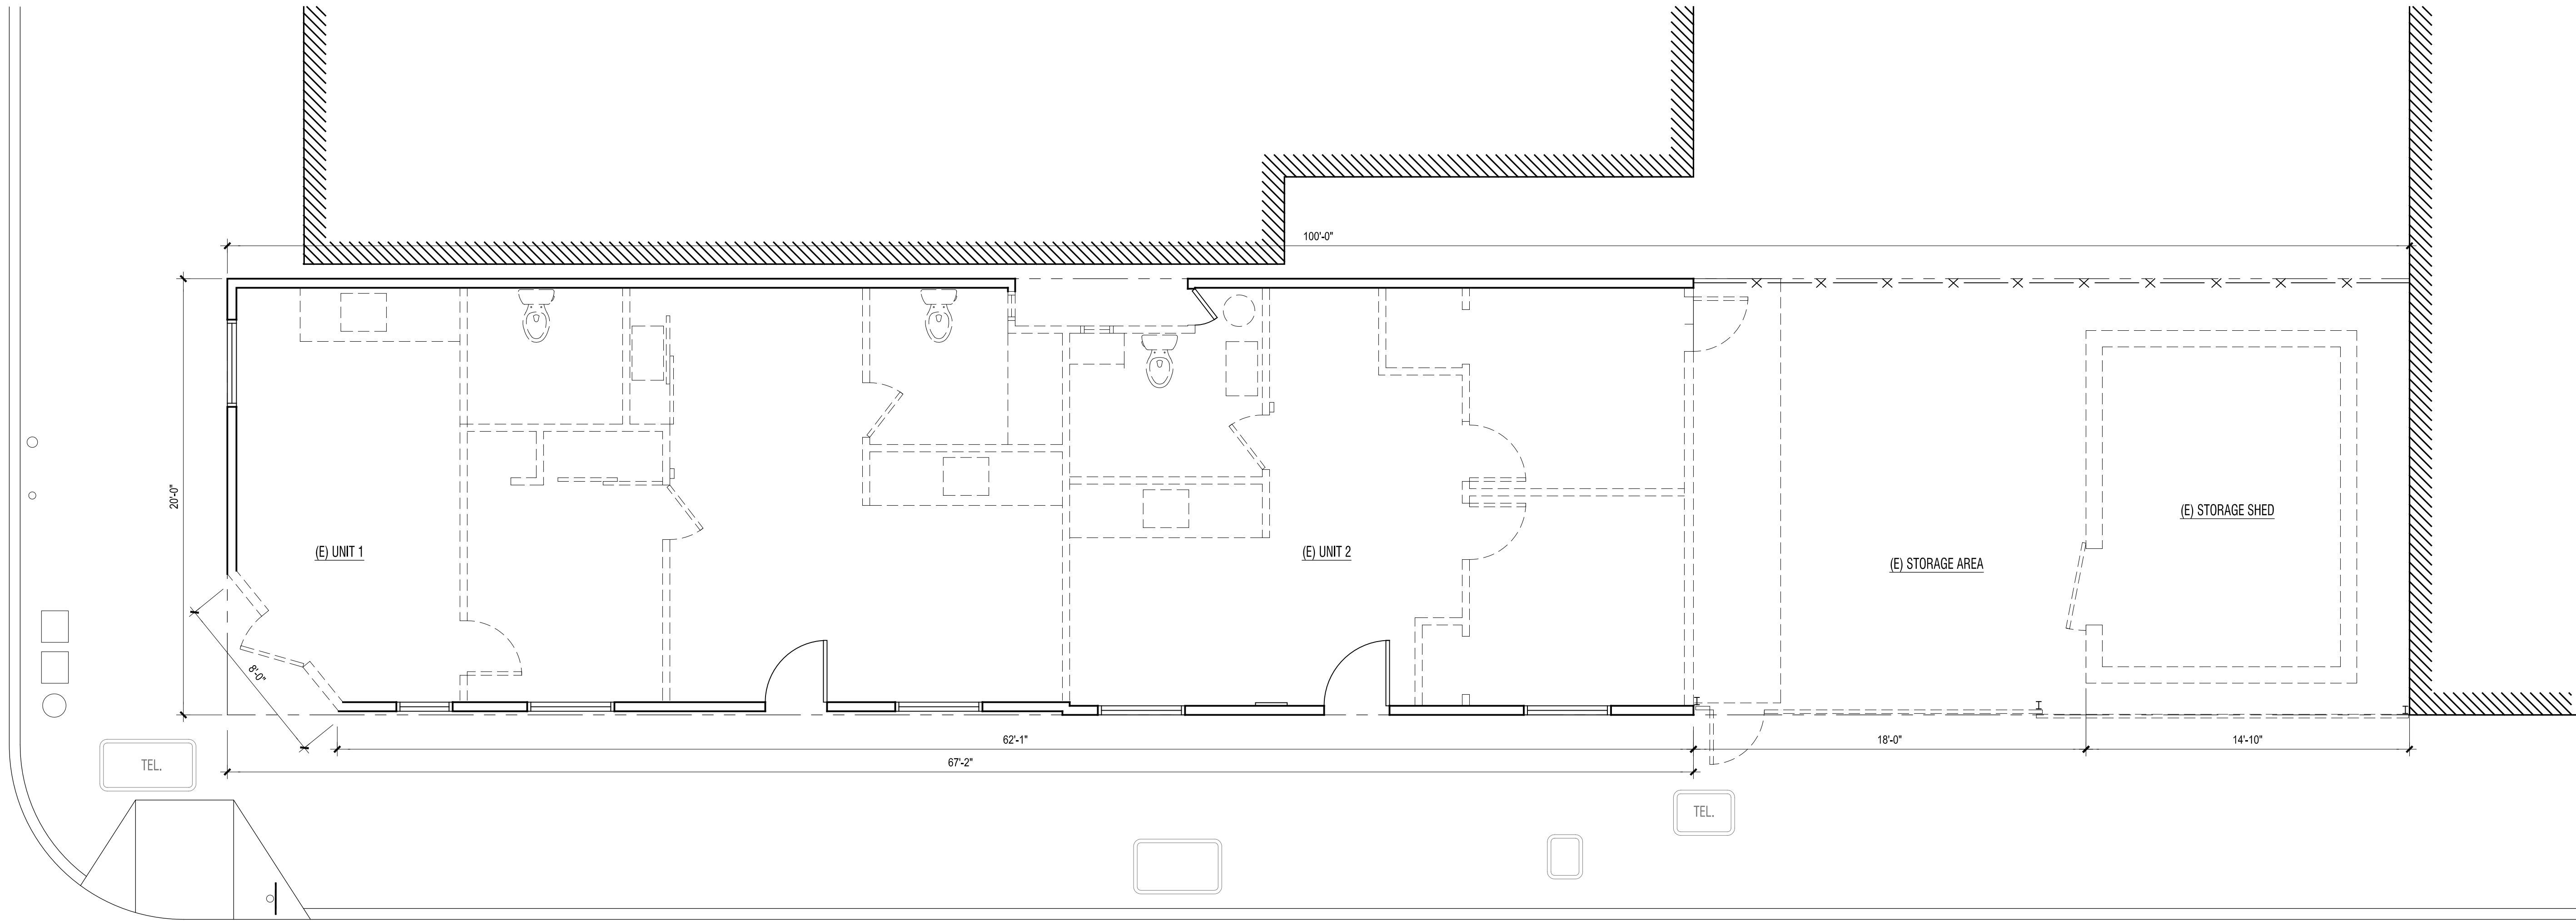 100'-0"
20'-0"
(E) STORAGE SHED
(E) UNIT 1
(E) UNIT 2
(E) STORAGE AREA
8'-0"
62'-1"
18'-0"
14'-10"
67'-2"
TEL.
TEL.